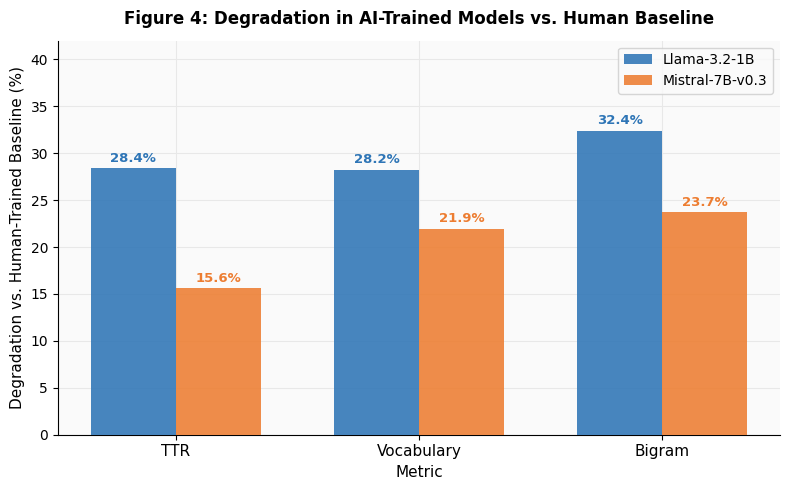 Figure 4: Degradation in AI-Trained Models vs. Human Baseline
Degradation vs. Human-Trained Baseline (%)
40
35
30
25
20
15
10
5
0
Llama-3.2-1B
Mistral-7B-v0.3
28.4%
15.6%
28.2%
21.9%
32.4%
23.7%
TTR
Vocabulary
Bigram
Metric